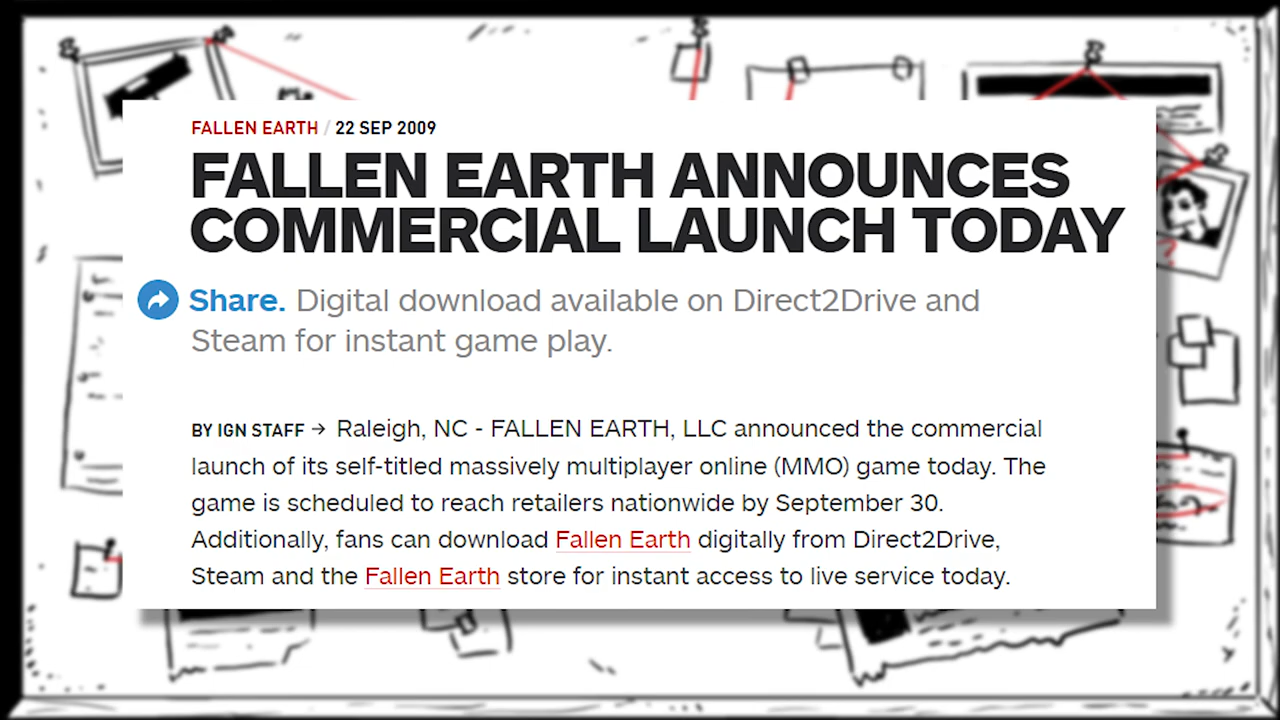 FALLEN EARTH / 22 SEP 2009
FALLEN EARTH ANNOUNCES
COMMERCIAL LAUNCH TODAY
Share. Digital download available on Direct2Drive and
Steam for instant game play.
BY IGN STAFF → Raleigh, NC - FALLEN EARTH, LLC announced the commercial
launch of its self-titled massively multiplayer online (MMO) game today. The
game is scheduled to reach retailers nationwide by September 30.
Additionally, fans can download Fallen Earth digitally from Direct2Drive,
Steam and the Fallen Earth store for instant access to live service today.